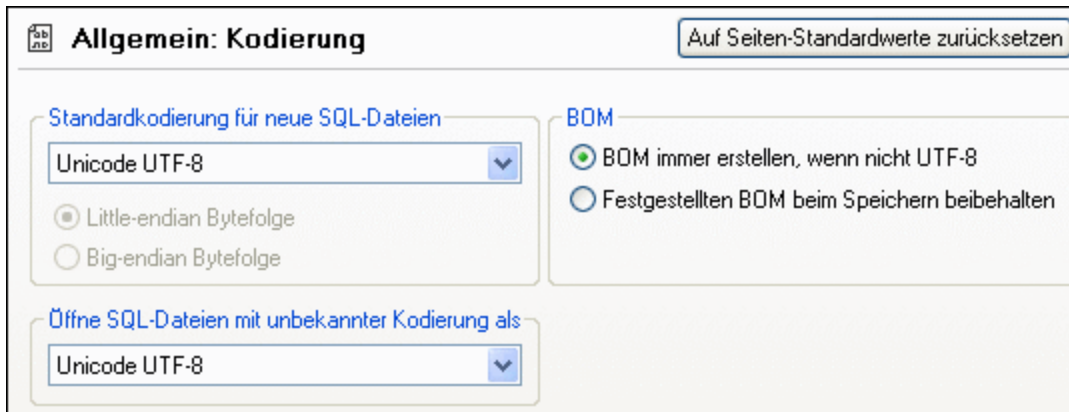 Allgemein: Kodierung
Auf Seiten-Standardwerte zurücksetzen
Standardkodierung für neue SQL-Dateien
Unicode UTF-8
Little-endian Bytefolge
Big-endian Bytefolge
BOM
BOM immer erstellen, wenn nicht UTF-8
Festgestellten BOM beim Speichern beibehalten
Öffne SQL-Dateien mit unbekannter Kodierung als
Unicode UTF-8